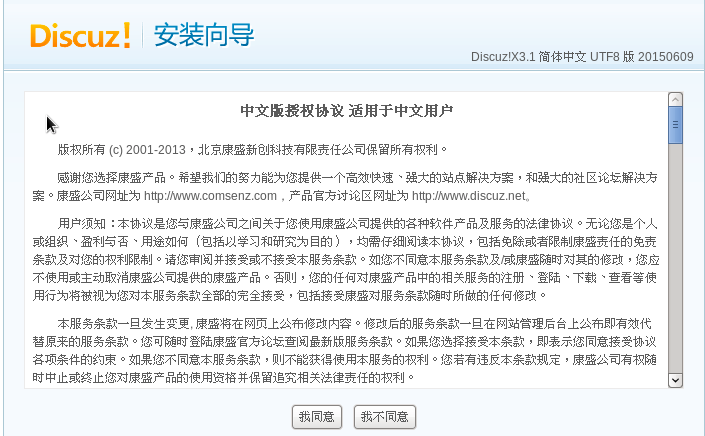 Discuz! 安装向导
Discuz!X3.1 简体中文 UTF8 版 20150609
中文版授权协议 适用于中文用户
版权所有 (c) 2001-2013，北京康盛新创科技有限责任公司保留所有权利。
感谢您选择康盛产品。希望我们的努力能为您提供一个高效快速、强大的站点解决方案，和强大的社区论坛解决方
案。康盛公司网址为 http://www.comsenz.com，产品官方讨论区网址为 http://www.discuz.net。
用户须知：本协议是您与康盛公司之间关于您使用康盛公司提供的各种软件产品及服务的法律协议。无论您是个人
或组织、盈利与否、用途如何（包括以学习和研究为目的），均需仔细阅读本协议，包括免除或者限制康盛责任的免责
条款及对您的权利限制。请您审阅并接受或不接受本服务条款。如您不同意本服务条款及/或康盛随时对其的修改，您应
不使用或主动取消康盛公司提供的康盛产品。否则，您的任何对康盛产品中的相关服务的注册、登陆、下载、查看等使
用行为将被视为您对本服务条款全部的完全接受，包括接受康盛对服务条款随时所做的任何修改。
本服务条款一旦发生变更, 康盛将在网页上公布修改内容。修改后的服务条款一旦在网站管理后台上公布即有效代
替原来的服务条款。您可随时登陆康盛官方论坛查阅最新版服务条款。如果您选择接受本条款，即表示您同意接受协议
各项条件的约束。如果您不同意本服务条款，则不能获得使用本服务的权利。您若有违反本条款规定，康盛公司有权随
时中止或终止您对康盛产品的使用资格并保留追究相关法律责任的权利。
我同意 我不同意